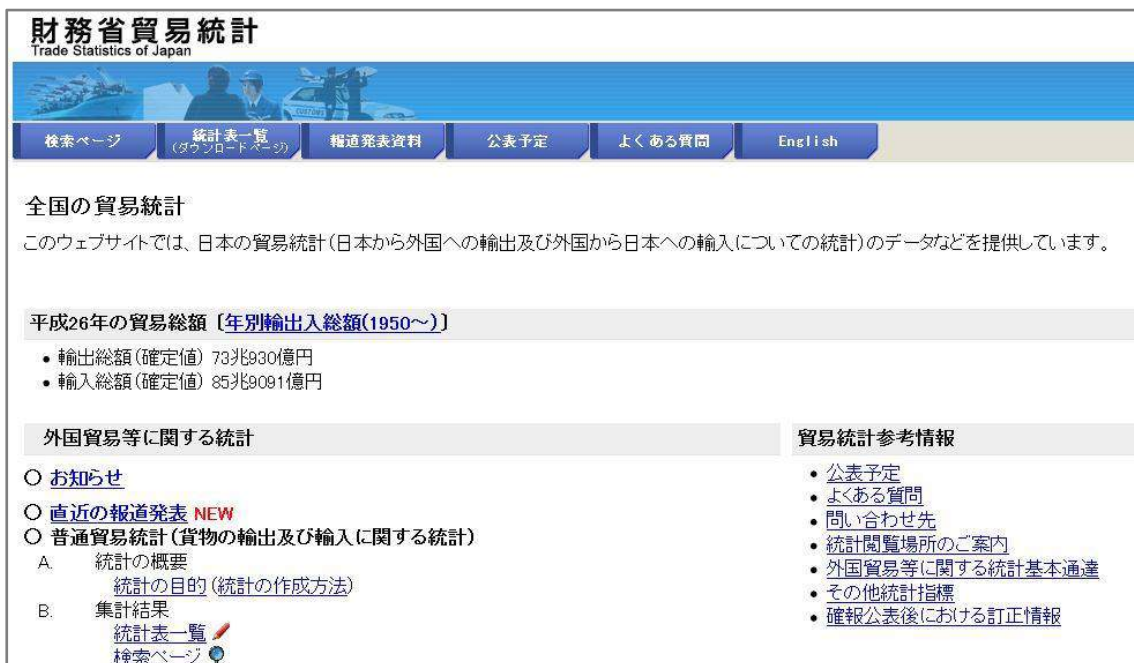 財務省貿易統計
Trade Statistics of Japan
CUSTOMS
検索ページ
統計表一覧
(ダウンロードページ)
報道発表資料
公表予定
よくある質問
English
全国の貿易統計
このウェブサイトでは、日本の貿易統計(日本から外国への輸出及び外国から日本への輸入についての統計)のデータなどを提供しています。
平成26年の貿易総額〔年別輸出入総額(1950～)〕
• 輸出総額(確定値) 73兆930億円
• 輸入総額(確定値) 85兆9091億円
外国貿易等に関する統計
○ お知らせ
○ 直近の報道発表 NEW
○ 普通貿易統計(貨物の輸出及び輸入に関する統計)
A. 統計の概要
統計の目的(統計の作成方法)
B. 集計結果
統計表一覧
検索ページ
貿易統計参考情報
• 公表予定
• よくある質問
• 問い合わせ先
• 統計閲覧場所のご案内
• 外国貿易等に関する統計基本通達
• その他統計指標
• 確報公表後における訂正情報